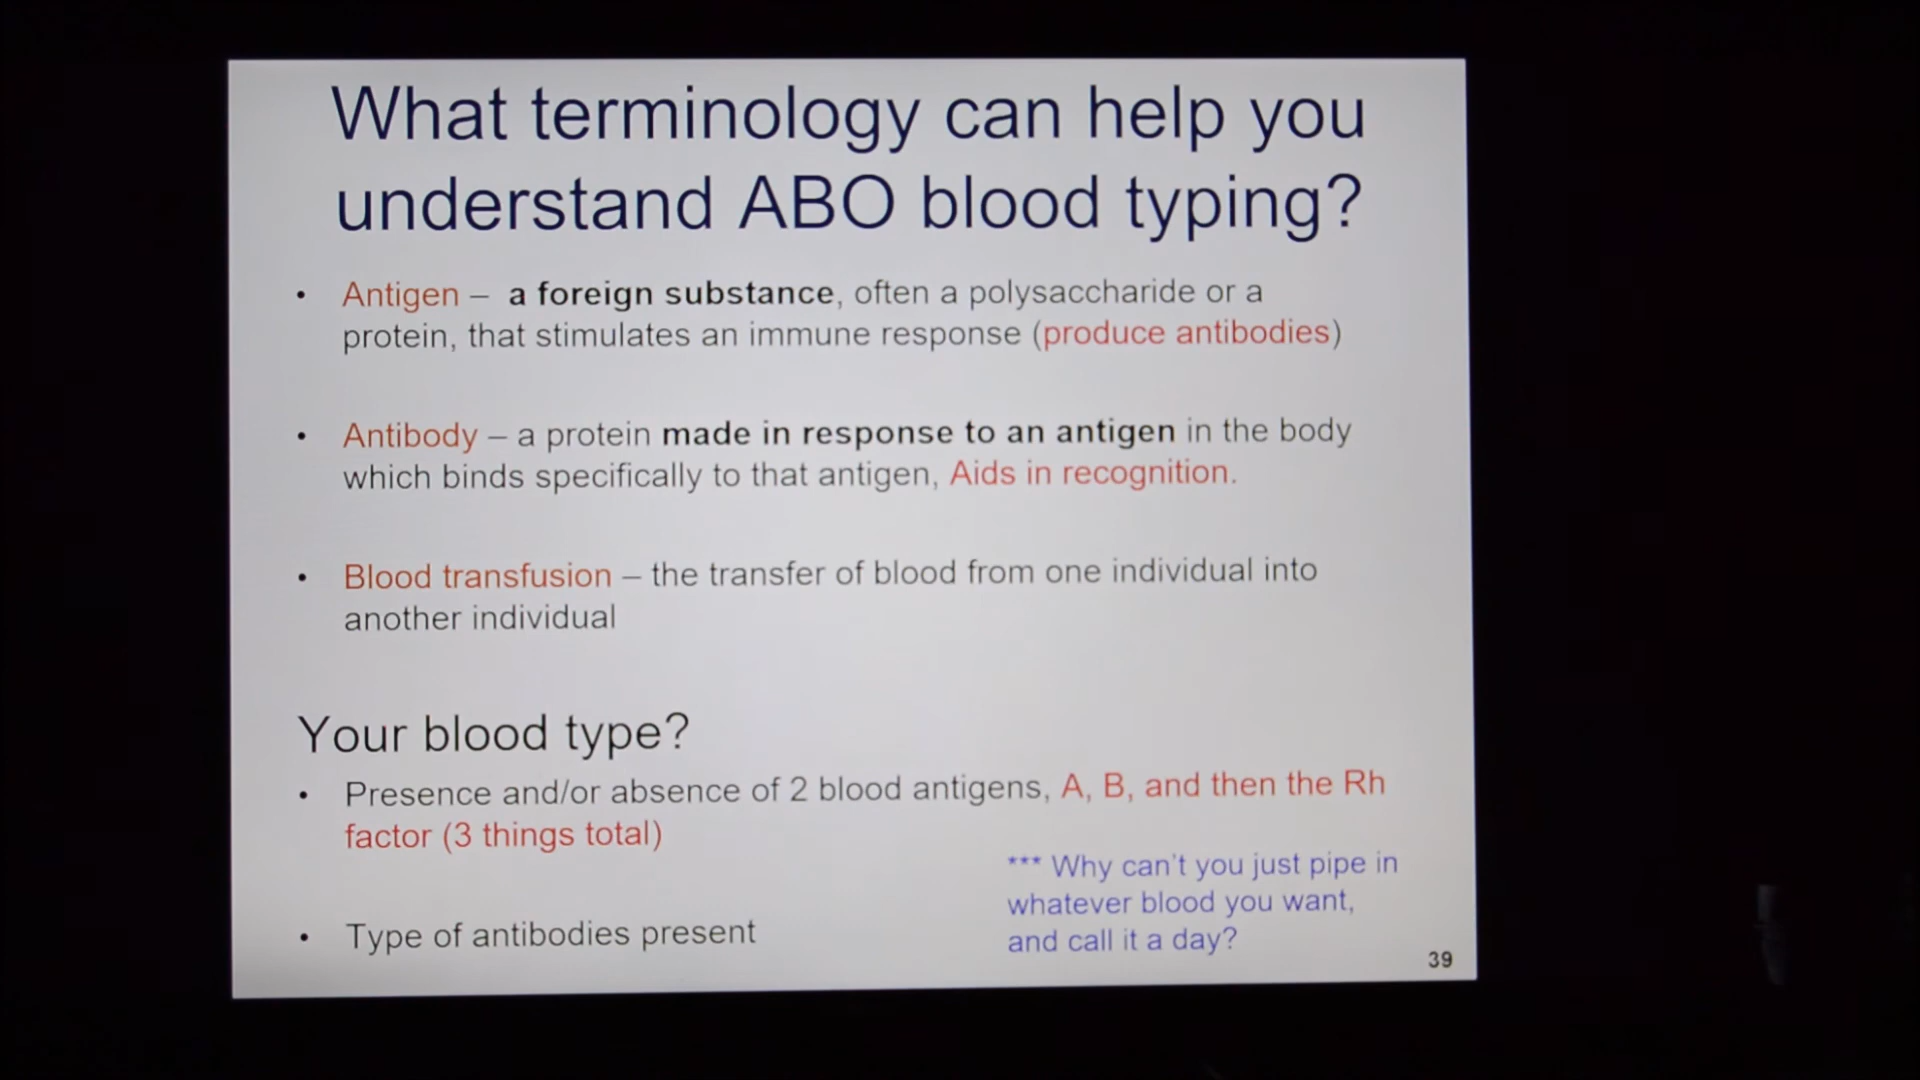 What terminology can help you
understand ABO blood typing?
• Antigen – a foreign substance, often a polysaccharide or a
protein, that stimulates an immune response (produce antibodies)
• Antibody – a protein made in response to an antigen in the body
which binds specifically to that antigen, Aids in recognition.
• Blood transfusion – the transfer of blood from one individual into
another individual
Your blood type?
• Presence and/or absence of 2 blood antigens, A, B, and then the Rh
factor (3 things total)
• Type of antibodies present
*** Why can't you just pipe in
whatever blood you want,
and call it a day?
39